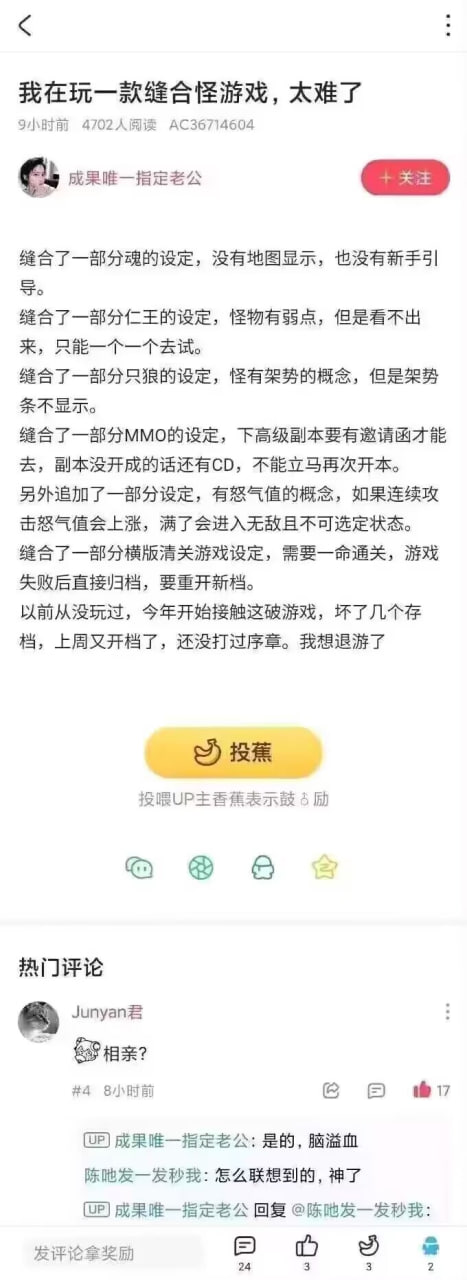 我在玩一款缝合怪游戏，太难了
9小时前 4702人阅读 AC36714604
成果唯一指定老公
+ 关注
缝合了一部分魂的设定，没有地图显示，也没有新手引
导。
缝合了一部分仁王的设定，怪物有弱点，但是看不出
来，只能一个一个去试。
缝合了一部分只狼的设定，怪有架势的概念，但是架势
条不显示。
缝合了一部分MMO的设定，下高级副本要有邀请函才能
去，副本没开成的话还有CD，不能立马再次开本。
另外追加了一部分设定，有怒气值的概念，如果连续攻
击怒气值会上涨，满了会进入无敌且不可选定状态。
缝合了一部分横版清关游戏设定，需要一命通关，游戏
失败后直接归档，要重开新档。
以前从没玩过，今年开始接触这破游戏，坏了几个存
档，上周又开档了，还没打过序章。我想退游了
投蕉
投喂UP主香蕉表示鼓励
热门评论
Junyan君
相亲？
#4 8小时前
17
UP 成果唯一指定老公: 是的, 脑溢血
陈吔发一发秒我: 怎么联想到的, 神了
UP 成果唯一指定老公 回复 @陈吔发一发秒我:
发评论拿奖励
24
3
3
2